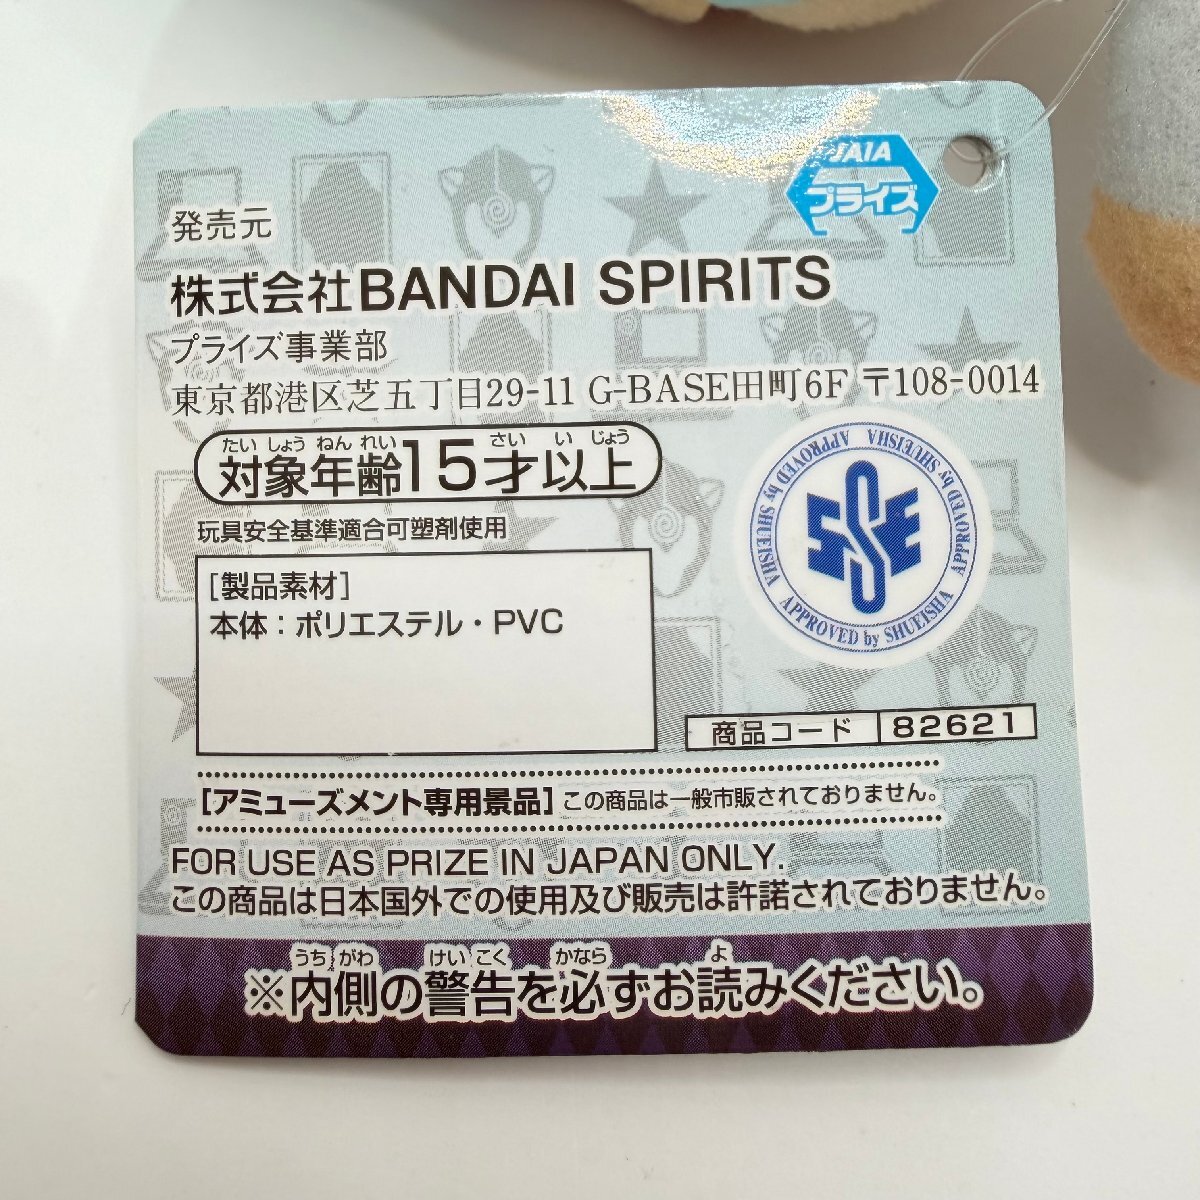 JAIA
プライズ
発売元
株式会社BANDAI SPIRITS
プライズ事業部
東京都港区芝五丁目29-11 G-BASE田町6F 〒108-0014
たいしょうねんれい さいいじょう
対象年齢15才以上
玩具安全基準適合可塑剤使用
[製品素材]
本体：ポリエステル・PVC
APPROVED by SHUEISHA APPROVED by SHUEISHA APPROVED by SHUEISHA
商品コード 82621
[アミューズメント専用景品] この商品は一般市販されておりません。
FOR USE AS PRIZE IN JAPAN ONLY.
この商品は日本国外での使用及び販売は許諾されておりません。
うちがわ けいこく かなら よ
※内側の警告を必ずお読みください。